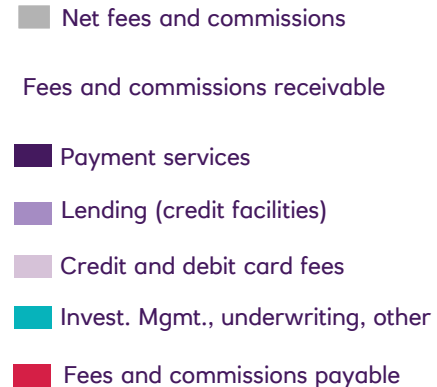 Net fees and commissions
Fees and commissions receivable
Payment services
Lending (credit facilities)
Credit and debit card fees
Invest. Mgmt., underwriting, other
Fees and commissions payable